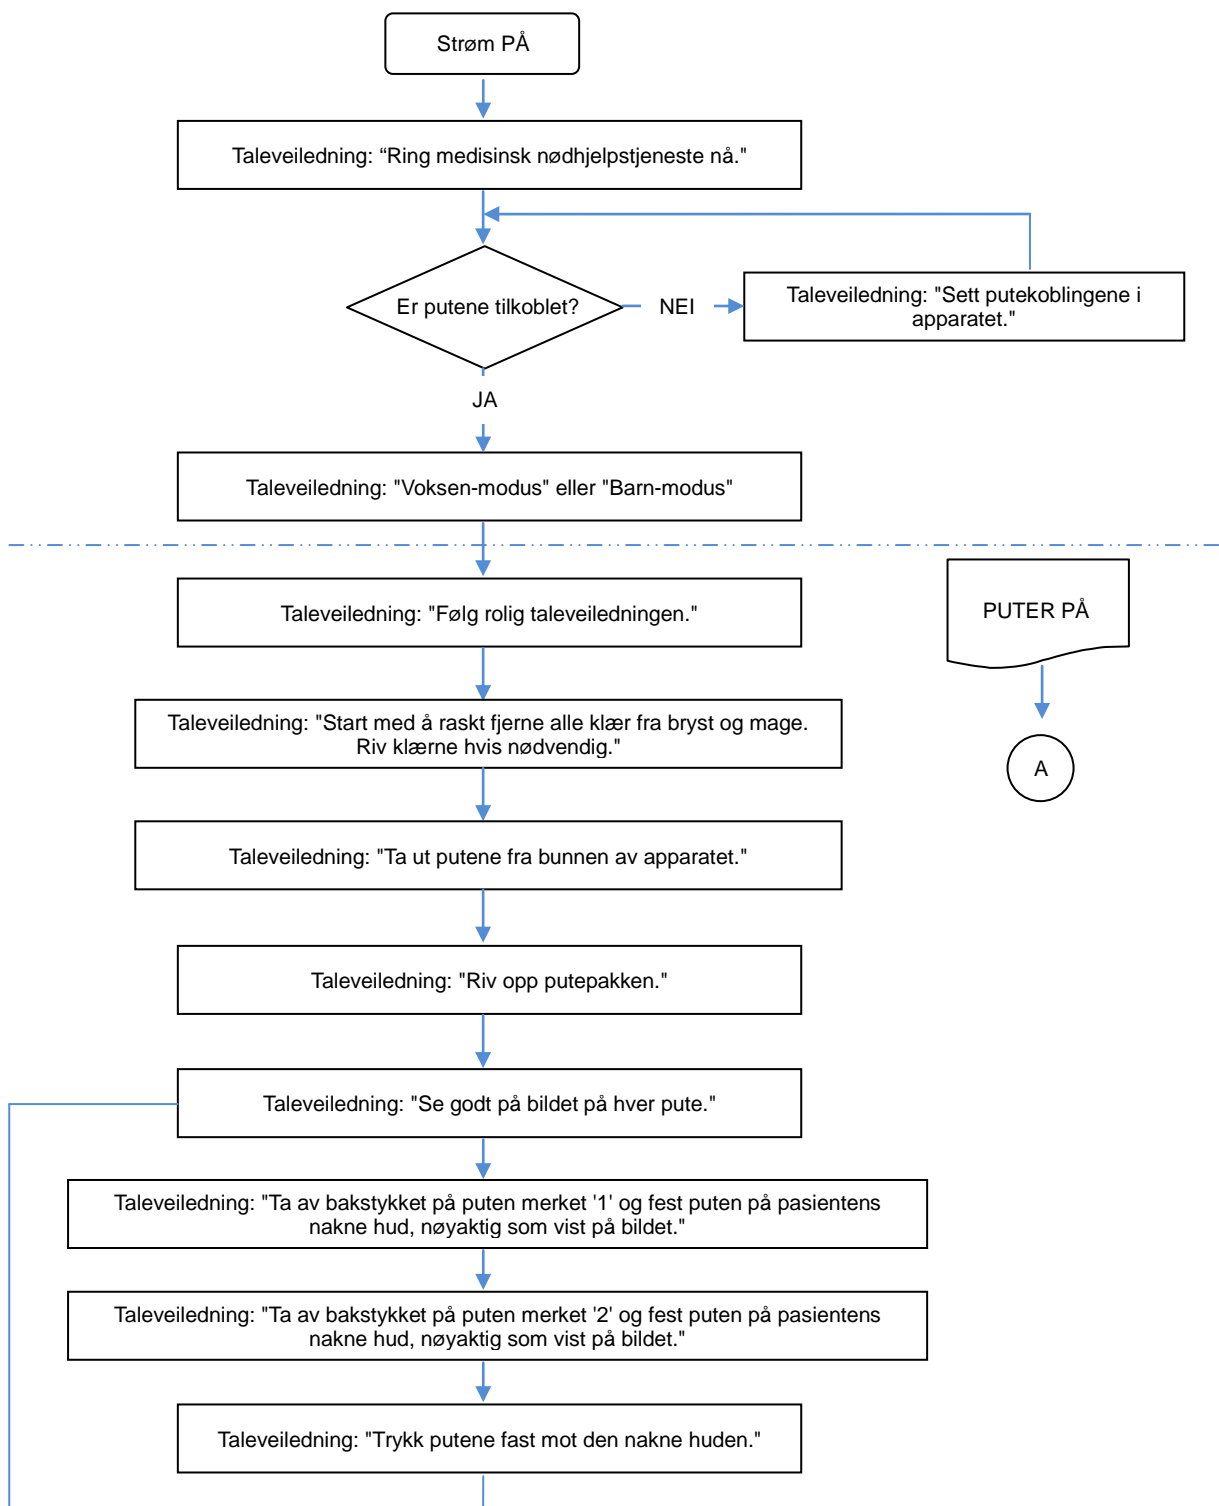 Strøm PÅ
Taleveiledning: “Ring medisinsk nødhjelpstjeneste nå."
Er putene tilkoblet?
NEI
Taleveiledning: "Sett putekoblingene i
apparatet."
JA
Taleveiledning: "Voksen-modus" eller "Barn-modus"
Taleveiledning: "Følg rolig taleveiledningen."
PUTER PÅ
Taleveiledning: "Start med å raskt fjerne alle klær fra bryst og mage.
Riv klærne hvis nødvendig."
A
Taleveiledning: "Ta ut putene fra bunnen av apparatet."
Taleveiledning: "Riv opp putepakken."
Taleveiledning: "Se godt på bildet på hver pute."
Taleveiledning: "Ta av bakstykket på puten merket '1' og fest puten på pasientens
nakne hud, nøyaktig som vist på bildet."
Taleveiledning: "Ta av bakstykket på puten merket '2' og fest puten på pasientens
nakne hud, nøyaktig som vist på bildet."
Taleveiledning: "Trykk putene fast mot den nakne huden."